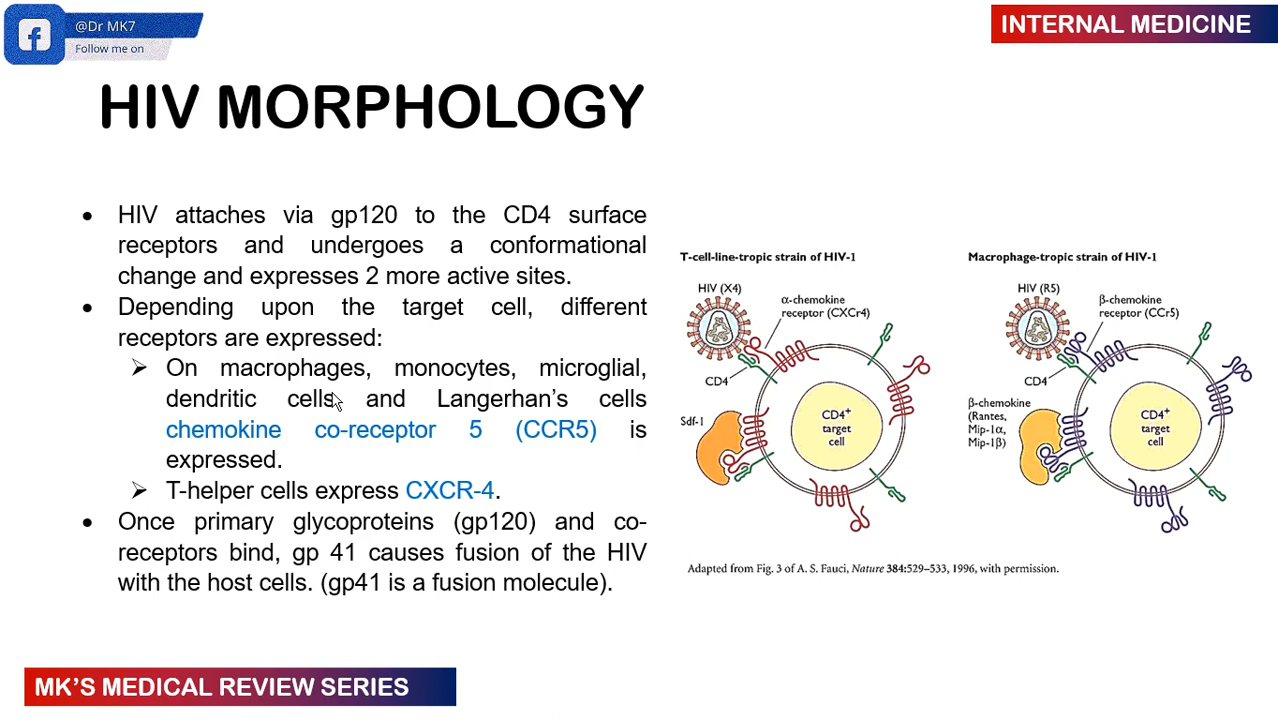 @Dr MK7
Follow me on
INTERNAL MEDICINE
HIV MORPHOLOGY
• HIV attaches via gp120 to the CD4 surface
receptors and undergoes a conformational
change and expresses 2 more active sites.
• Depending upon the target cell, different
receptors are expressed:
➢ On macrophages, monocytes, microglial,
dendritic cells, and Langerhan's cells
chemokine co-receptor 5 (CCR5) is
expressed.
➢ T-helper cells express CXCR-4.
• Once primary glycoproteins (gp120) and co-
receptors bind, gp 41 causes fusion of the HIV
with the host cells. (gp41 is a fusion molecule).
T-cell-line-tropic strain of HIV-1
HIV (X4)
α-chemokine
receptor (CXCr4)
CD4
Sdf-1
CD4+
target
cell
Macrophage-tropic strain of HIV-1
HIV (R5)
β-chemokine
receptor (CCr5)
CD4
β-chemokine
(Rantes,
Mip-1α,
Mip-1β)
CD4+
target
cell
Adapted from Fig. 3 of A. S. Fauci, Nature 384:529–533, 1996, with permission.
MK'S MEDICAL REVIEW SERIES